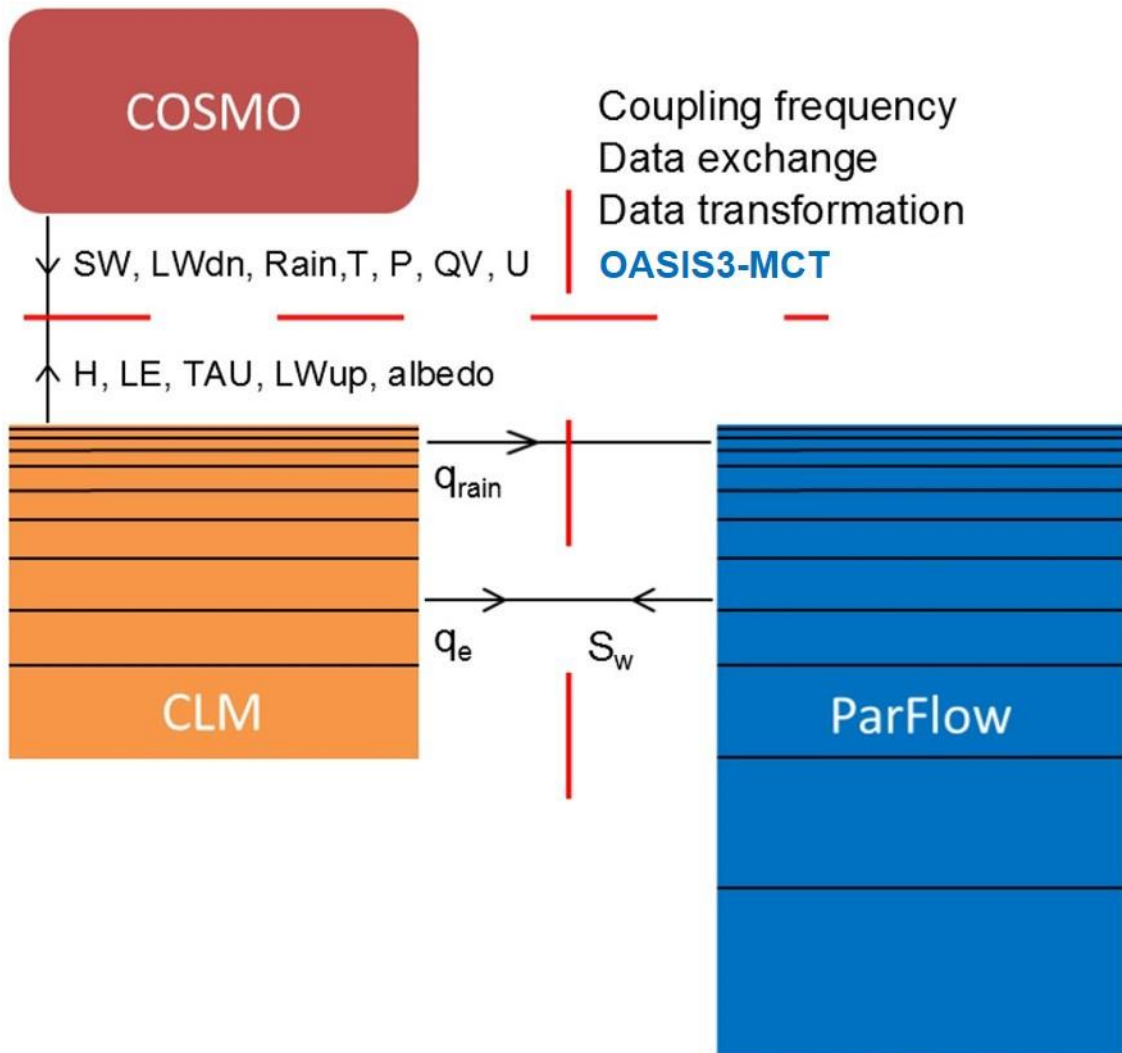 COSMO
Coupling frequency
Data exchange
Data transformation
OASIS3-MCT
SW, LWdn, Rain,T, P, QV, U
H, LE, TAU, LWup, albedo
qrain
qe
Sw
CLM
ParFlow